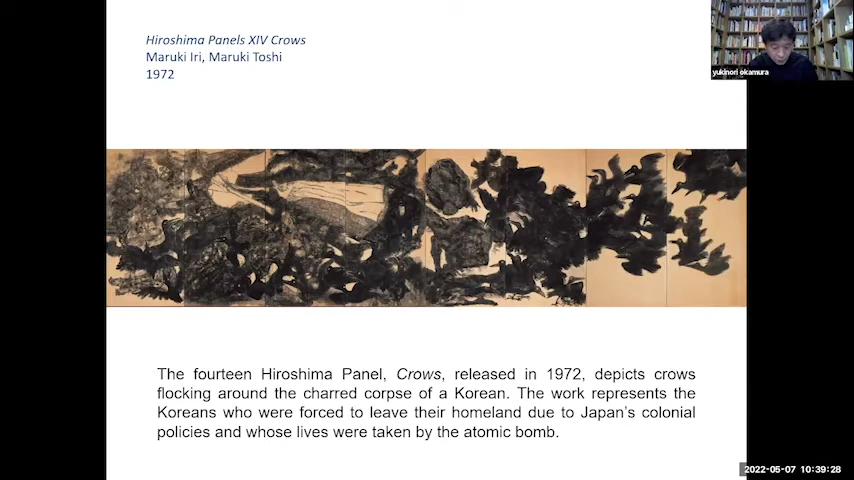 Hiroshima Panels XIV Crows
Maruki Iri, Maruki Toshi
1972
yukinori okamura
The fourteen Hiroshima Panel, Crows, released in 1972, depicts crows
flocking around the charred corpse of a Korean. The work represents the
Koreans who were forced to leave their homeland due to Japan's colonial
policies and whose lives were taken by the atomic bomb.
2022-05-07 10:39:28